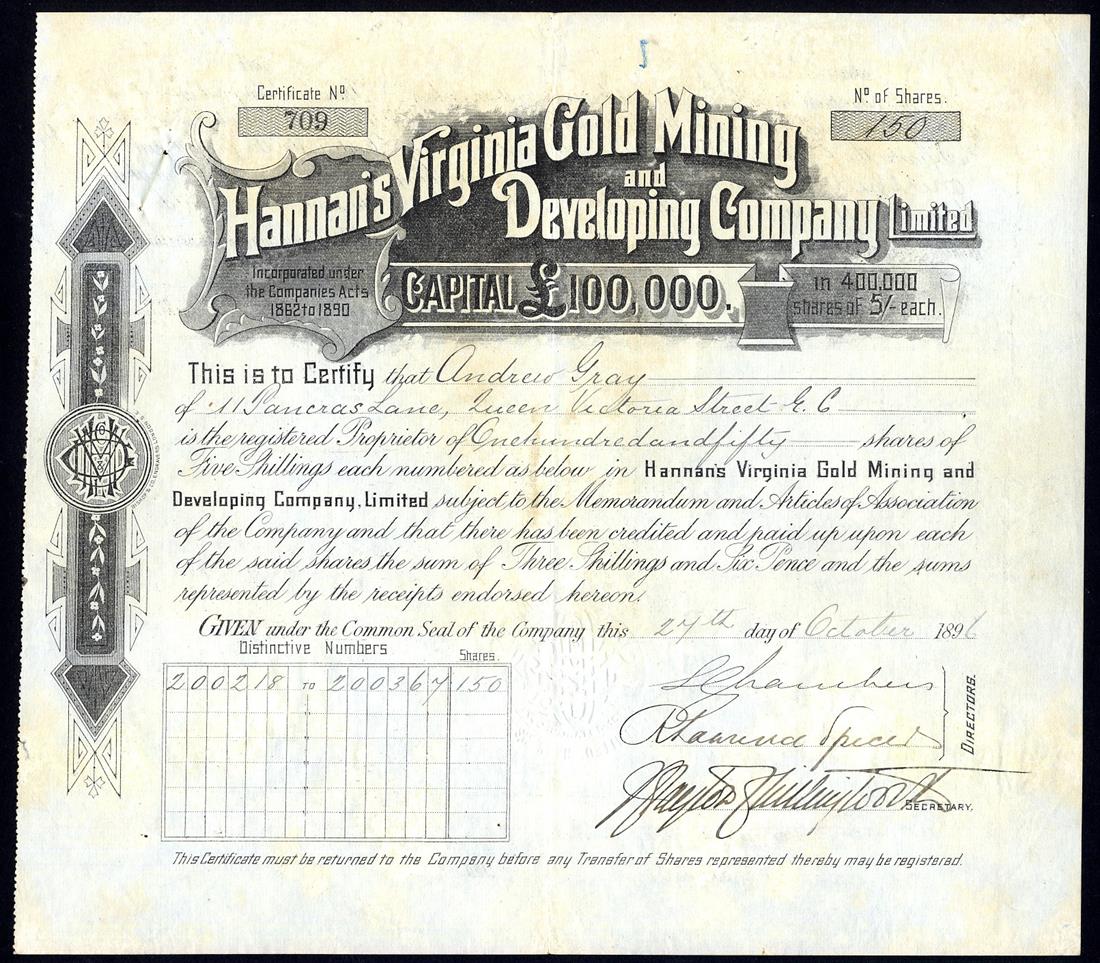 Certificate No.
709
No. of Shares.
150
Hannan's Virginia Gold Mining
and
Developing Company Limited
Incorporated under
the Companies Acts
1862 to 1890
CAPITAL £100,000.
in 400,000
shares of 5/- each.
This is to Certify that Andrew Gray
of 11 Pancras Lane, Queen Victoria Street E.C
is the registered Proprietor of One hundred and fifty shares of
Five Shillings each numbered as below in Hannan's Virginia Gold Mining and
Developing Company, Limited subject to the Memorandum and Articles of Association
of the Company and that there has been credited and paid up upon each
of the said shares the sum of Three Shillings and Six Pence and the sums
represented by the receipts endorsed hereon.
GIVEN under the Common Seal of the Company this 27th day of October 1896
Distinctive Numbers Shares.
200218 TO 200367 150
Chambers
Lawrence
DIRECTORS.
SECRETARY.
This Certificate must be returned to the Company before any Transfer of Shares represented thereby may be registered.